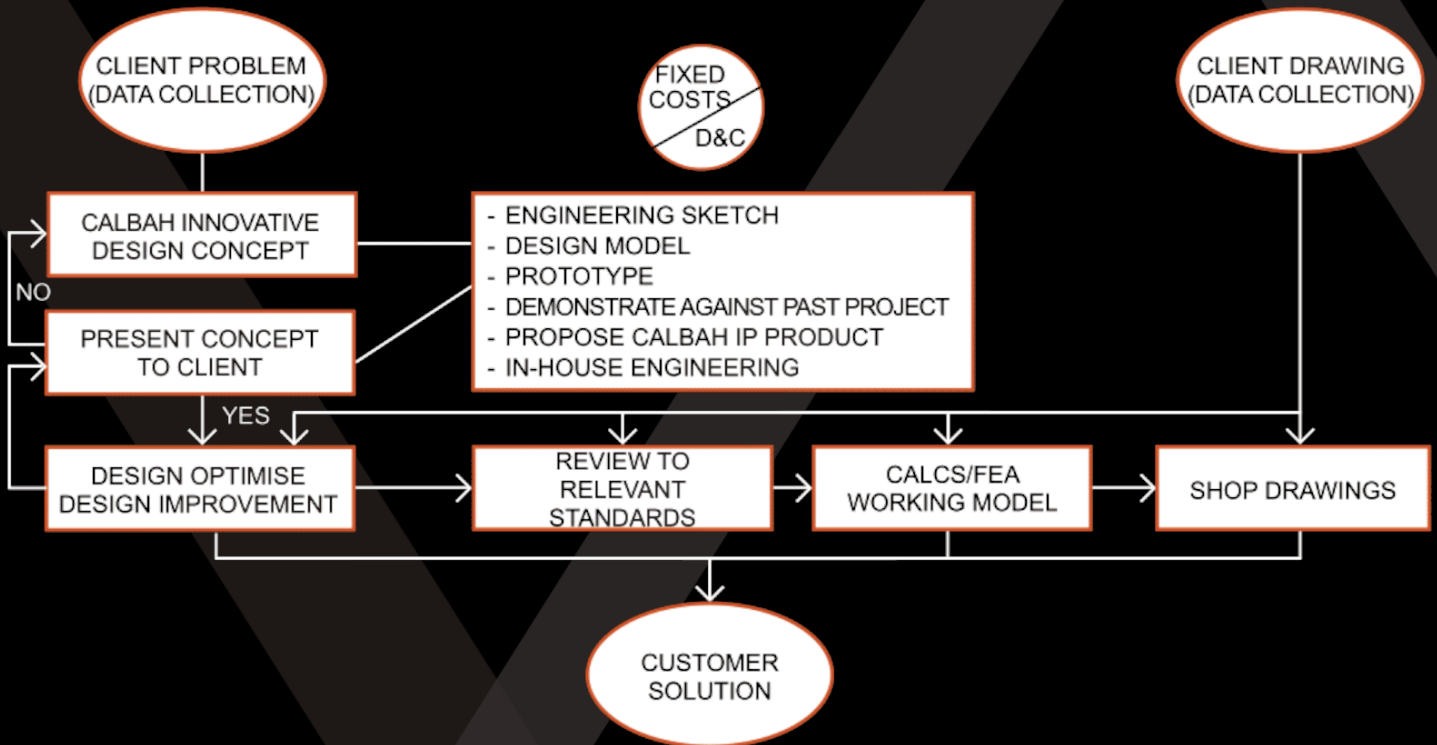 CLIENT PROBLEM
(DATA COLLECTION)
FIXED
COSTS
D&C
CLIENT DRAWING
(DATA COLLECTION)
CALBAH INNOVATIVE
DESIGN CONCEPT
- ENGINEERING SKETCH
- DESIGN MODEL
- PROTOTYPE
- DEMONSTRATE AGAINST PAST PROJECT
- PROPOSE CALBAH IP PRODUCT
- IN-HOUSE ENGINEERING
NO
PRESENT CONCEPT
TO CLIENT
YES
DESIGN OPTIMISE
DESIGN IMPROVEMENT
REVIEW TO
RELEVANT
STANDARDS
CALCS/FEA
WORKING MODEL
SHOP DRAWINGS
CUSTOMER
SOLUTION